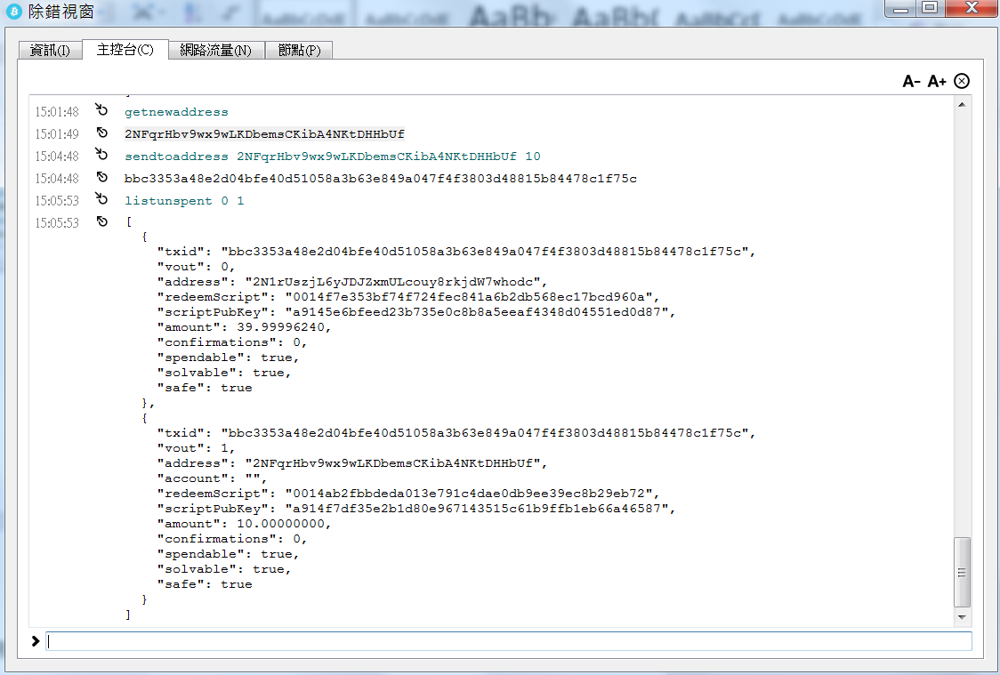 除錯視窗
資訊(I) 主控台(C) 網路流量(N) 節點(P)
A- A+
15:01:48 getnewaddress
15:01:49 2NFqrHbv9wx9wLKDbemsCKibA4NKtDHHbUf
15:04:48 sendtoaddress 2NFqrHbv9wx9wLKDbemsCKibA4NKtDHHbUf 10
15:04:48 bbc3353a48e2d04bfe40d51058a3b63e849a047f4f3803d48815b84478c1f75c
15:05:53 listunspent 0 1
15:05:53 [
{
"txid": "bbc3353a48e2d04bfe40d51058a3b63e849a047f4f3803d48815b84478c1f75c",
"vout": 0,
"address": "2N1rUszjL6yJDJZxmULcouy8rkjdW7whodc",
"redeemScript": "0014f7e353bf74f724fec841a6b2db568ec17bcd960a",
"scriptPubKey": "a9145e6bfeed23b735e0c8b8a5eeaf4348d04551ed0d87",
"amount": 39.99996240,
"confirmations": 0,
"spendable": true,
"solvable": true,
"safe": true
},
{
"txid": "bbc3353a48e2d04bfe40d51058a3b63e849a047f4f3803d48815b84478c1f75c",
"vout": 1,
"address": "2NFqrHbv9wx9wLKDbemsCKibA4NKtDHHbUf",
"account": "",
"redeemScript": "0014ab2fbbdeda013e791c4dae0db9ee39ec8b29eb72",
"scriptPubKey": "a914f7df35e2b1d80e967143515c61b9ffb1eb66a46587",
"amount": 10.00000000,
"confirmations": 0,
"spendable": true,
"solvable": true,
"safe": true
}
]